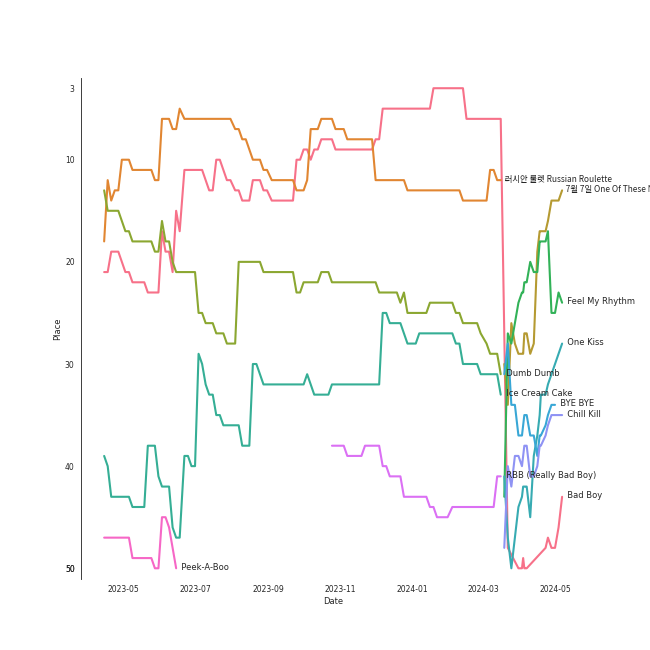 3
10
러시안 룰렛 Russian Roulette
7월 7일 One Of These N
20
Feel My Rhythm
Place
One Kiss
30
Dumb Dumb
Ice Cream Cake
BYE BYE
Chill Kill
40
RBB (Really Bad Boy)
Bad Boy
50
Peek-A-Boo
2023-05 2023-07 2023-09 2023-11 2024-01 2024-03 2024-05
Date